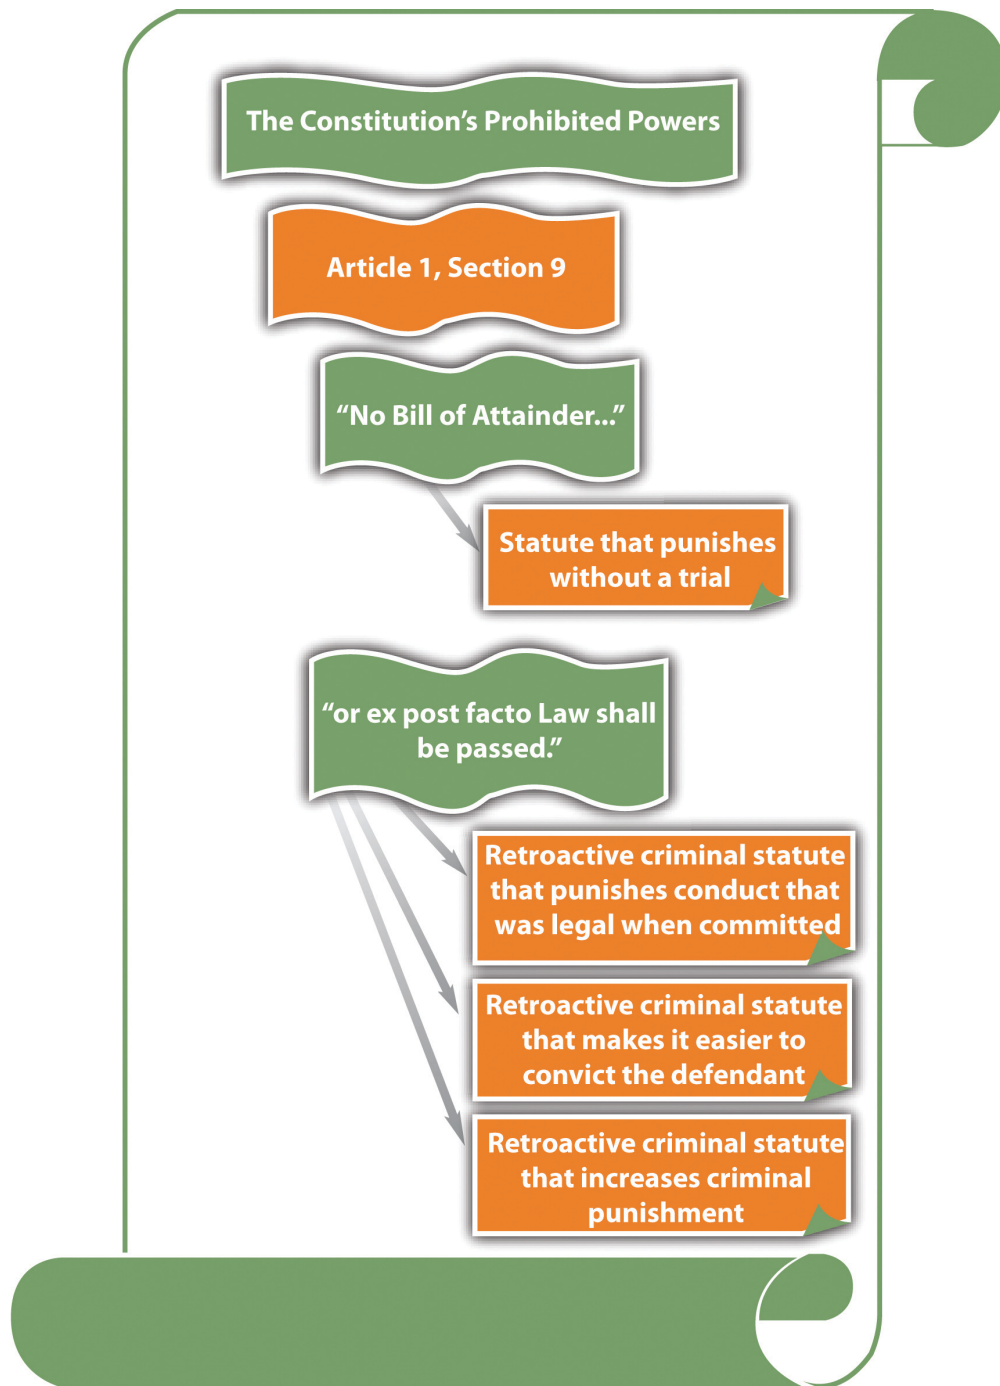 The Constitution’s Prohibited Powers
Article 1, Section 9
“No Bill of Attainder...”
Statute that punishes
without a trial
“or ex post facto Law shall
be passed.”
Retroactive criminal statute
that punishes conduct that
was legal when committed
Retroactive criminal statute
that makes it easier to
convict the defendant
Retroactive criminal statute
that increases criminal
punishment